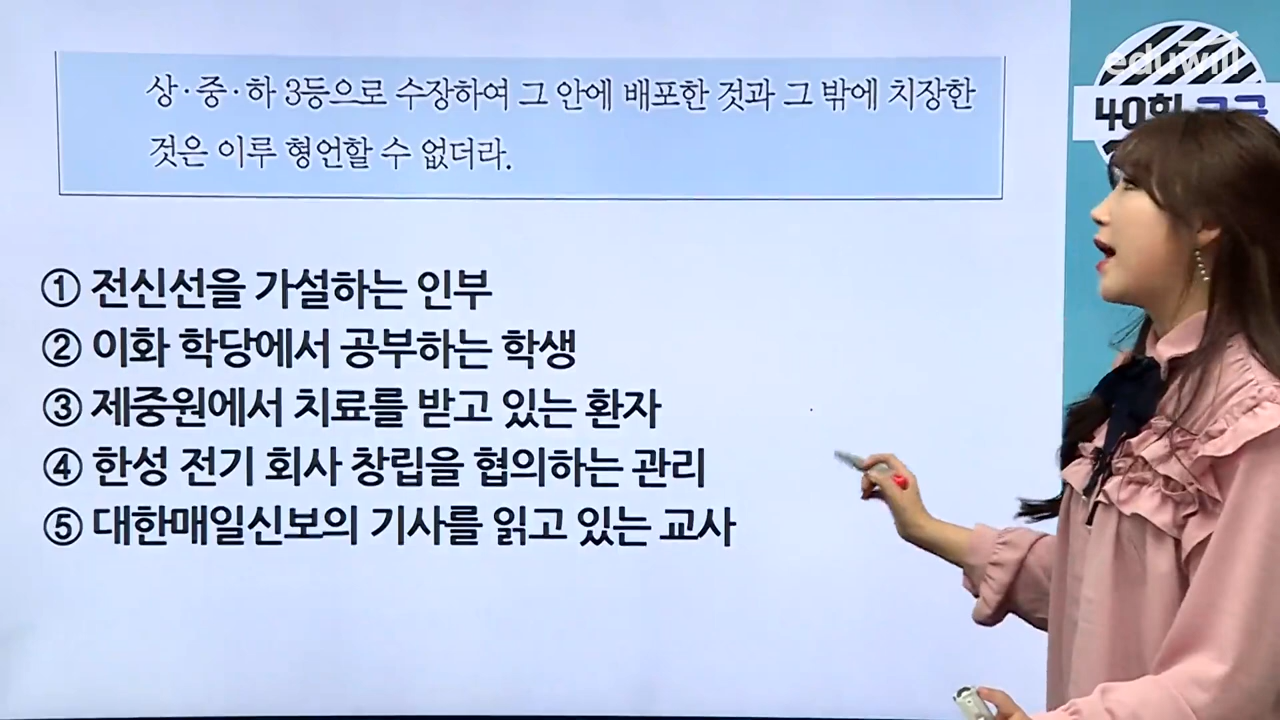 eduwill
상·중·하 3등으로 수장하여 그 안에 배포한 것과 그 밖에 치장한
것은 이루 형언할 수 없더라.
① 전신선을 가설하는 인부
② 이화 학당에서 공부하는 학생
③ 제중원에서 치료를 받고 있는 환자
④ 한성 전기 회사 창립을 협의하는 관리
⑤ 대한매일신보의 기사를 읽고 있는 교사
40회 고급